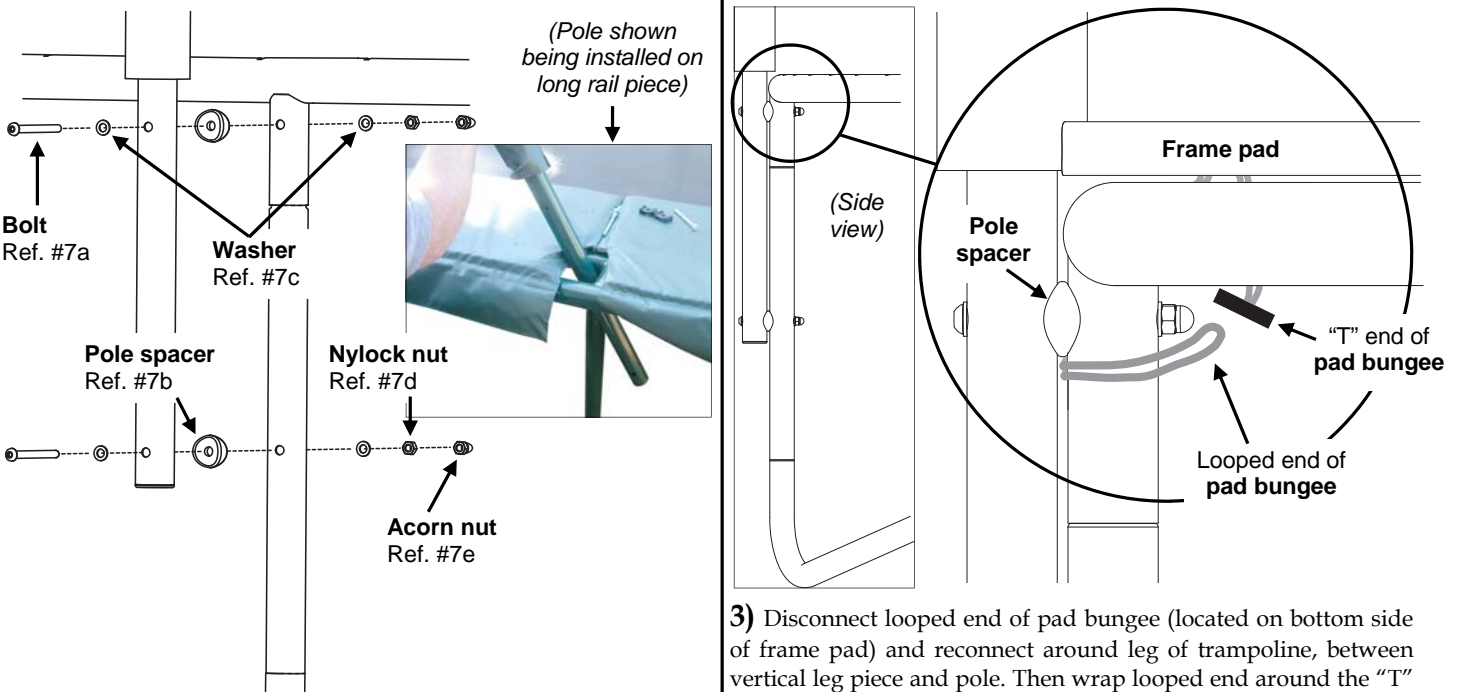 (Pole shown
being installed on
long rail piece)
Bolt
Ref. #7a
Washer
Ref. #7c
Pole spacer
Ref. #7b
Nylock nut
Ref. #7d
Acorn nut
Ref. #7e
(Side
view)
Frame pad
Pole
spacer
“T” end of
pad bungee
Looped end of
pad bungee
3) Disconnect looped end of pad bungee (located on bottom side
of frame pad) and reconnect around leg of trampoline, between
vertical leg piece and pole. Then wrap looped end around the “T”